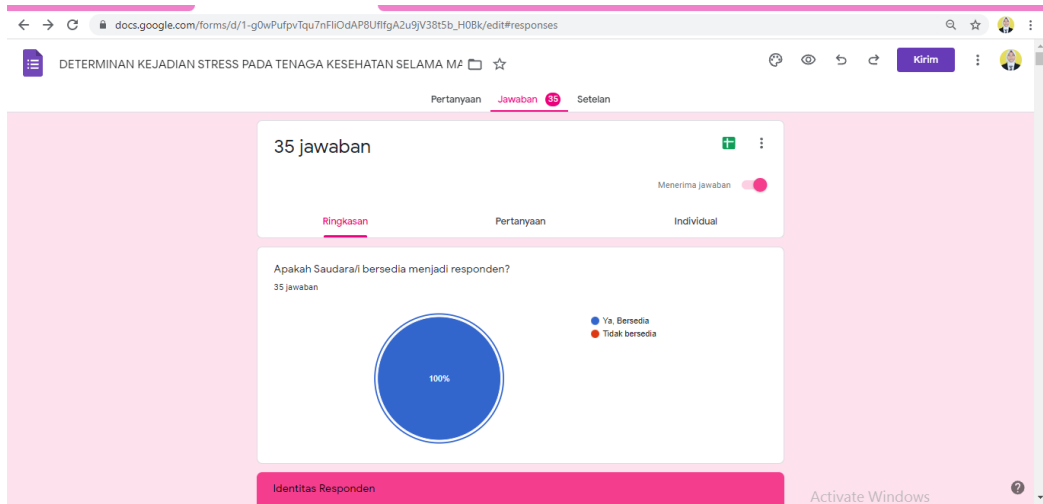 docs.google.com/forms/d/1-g0wPufpvTqu7nFliOdAP8UflfgA2u9jV38t5b_H0Bk/edit#responses
DETERMINAN KEJADIAN STRESS PADA TENAGA KESEHATAN SELAMA MA
Kirim
Pertanyaan Jawaban 35 Setelan
35 jawaban
Menerima jawaban
Ringkasan Pertanyaan Individual
Apakah Saudara/i bersedia menjadi responden?
35 jawaban
Ya, Bersedia
Tidak bersedia
100%
Identitas Responden
Activate Windows